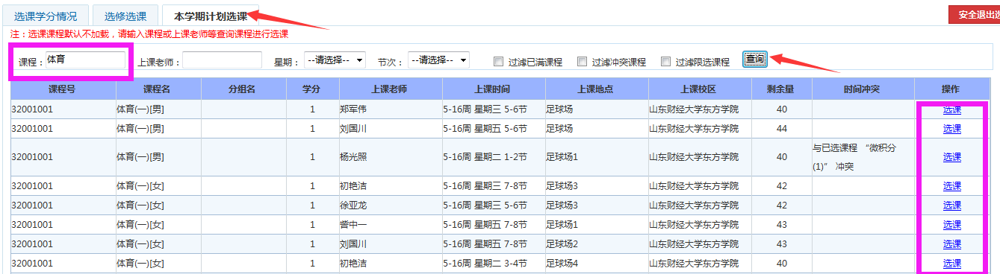 选课学分情况 选修选课 本学期计划选课 安全退出选
注：选课课程默认不加载，请输入课程或上课老师等查询课程进行选课
课程：体育 上课老师： 星期：--请选择-- 节次：--请选择-- 过滤已满课程 过滤冲突课程 过滤限选课程 查询
课程号 课程名 分组名 学分 上课老师 上课时间 上课地点 上课校区 剩余量 时间冲突 操作
32001001 体育(一)[男] 1 郑军伟 5-16周 星期三 5-6节 足球场 山东财经大学东方学院 40 选课
32001001 体育(一)[男] 1 刘国川 5-16周 星期五 5-6节 足球场 山东财经大学东方学院 44 选课
32001001 体育(一)[男] 1 杨光照 5-16周 星期二 1-2节 足球场1 山东财经大学东方学院 40 与已选课程 “微积分
(1)” 冲突 选课
32001001 体育(一)[女] 1 初艳洁 5-16周 星期三 7-8节 足球场3 山东财经大学东方学院 42 选课
32001001 体育(一)[女] 1 徐亚龙 5-16周 星期三 5-6节 足球场3 山东财经大学东方学院 42 选课
32001001 体育(一)[女] 1 訾中一 5-16周 星期五 7-8节 足球场1 山东财经大学东方学院 43 选课
32001001 体育(一)[女] 1 刘国川 5-16周 星期五 7-8节 足球场2 山东财经大学东方学院 43 选课
32001001 体育(一)[女] 1 初艳洁 5-16周 星期二 3-4节 足球场4 山东财经大学东方学院 40 选课